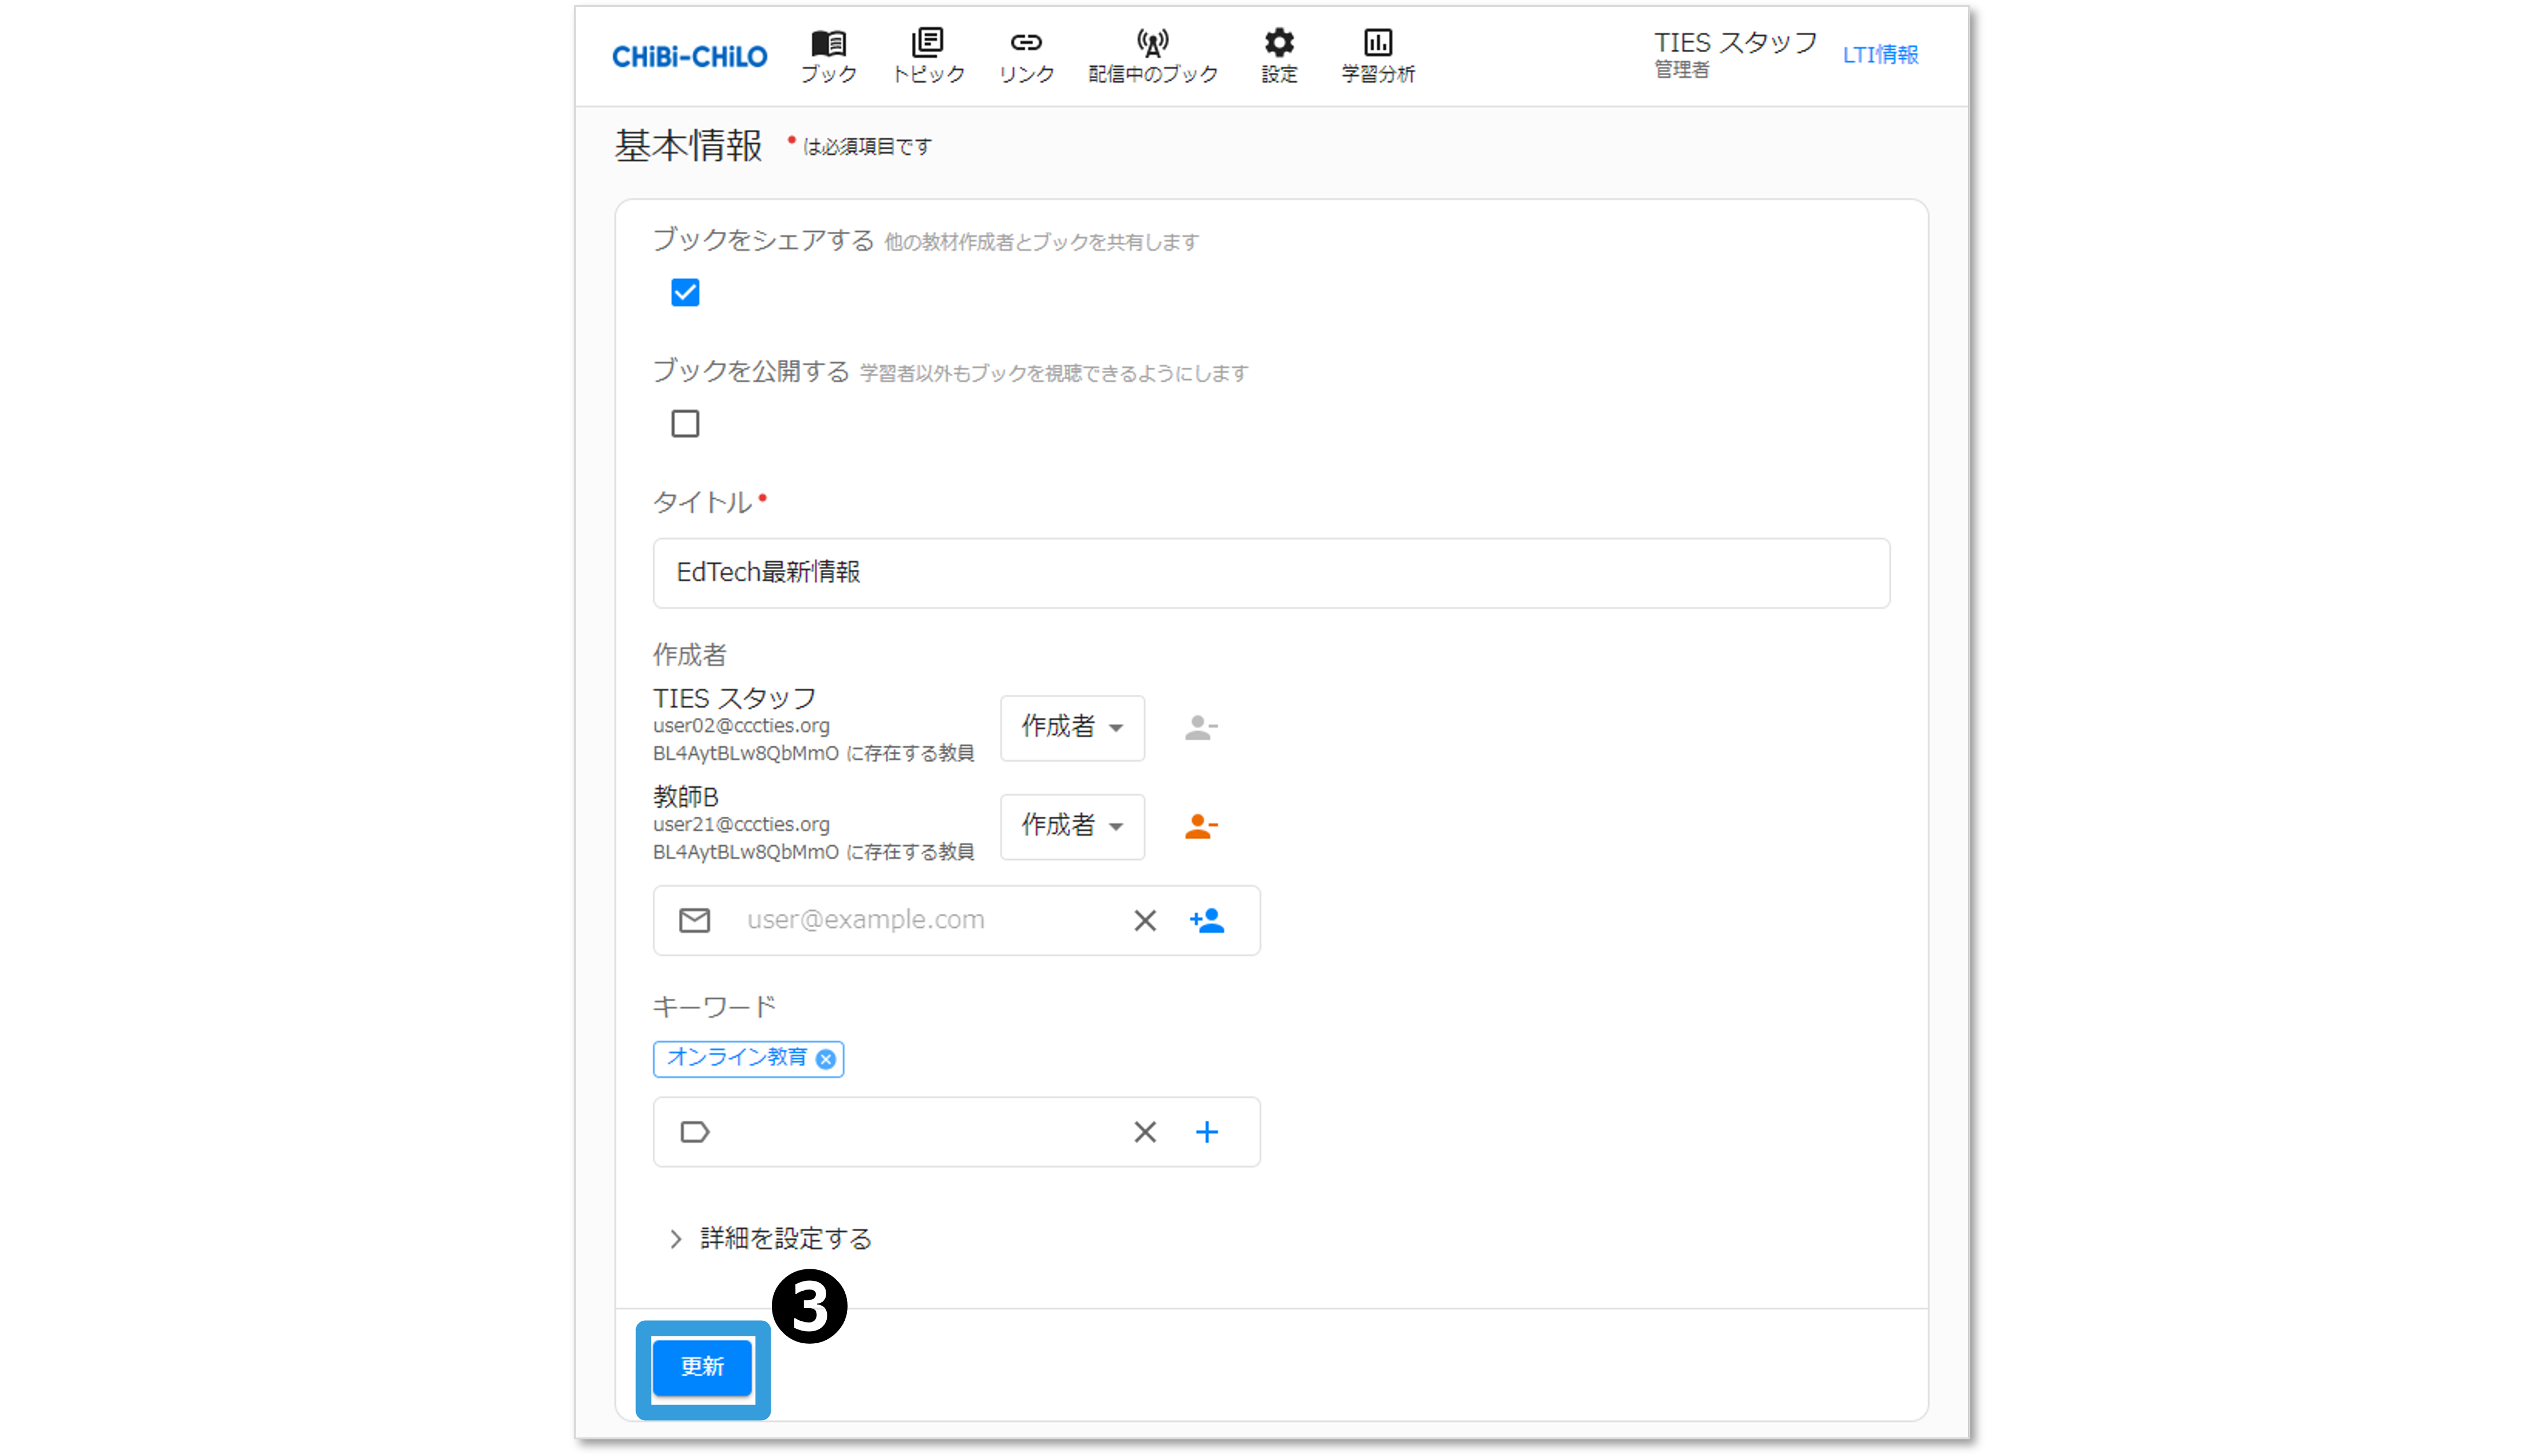 CHiBi-CHiLO
ブック
トピック
リンク
配信中のブック
設定
学習分析
TIES スタッフ
管理者
LTI情報
基本情報 * は必須項目です
ブックをシェアする 他の教材作成者とブックを共有します
ブックを公開する 学習者以外もブックを視聴できるようにします
タイトル *
EdTech最新情報
作成者
TIES スタッフ
user02@cccties.org
BL4AytBLw8QbMmO に存在する教員
作成者
教師B
user21@cccties.org
BL4AytBLw8QbMmO に存在する教員
作成者
user@example.com
キーワード
オンライン教育
詳細を設定する
3
更新